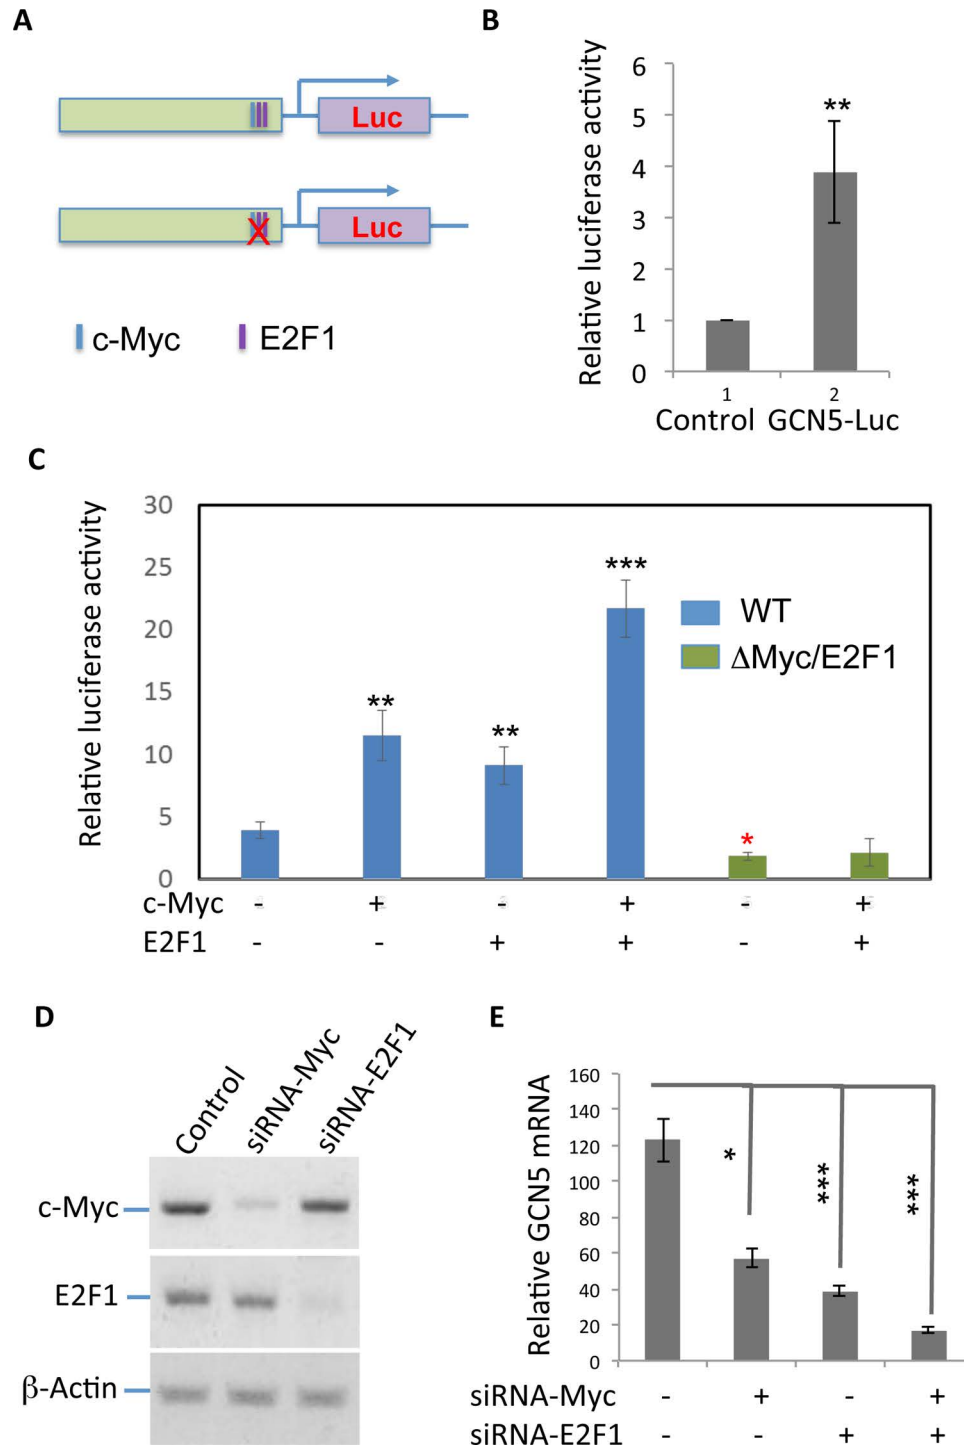 A
Luc
Luc
c-Myc E2F1
B
Relative luciferase activity
6
5
4
3
2
1
0
**
1 2
Control GCN5-Luc
C
Relative luciferase activity
30
25
20
15
10
5
0
** ** *** *
WT
ΔMyc/E2F1
c-Myc - + - + - +
E2F1 - - + + - +
D
Control siRNA-Myc siRNA-E2F1
c-Myc
E2F1
β-Actin
E
Relative GCN5 mRNA
160
140
120
100
80
60
40
20
0
* *** ***
siRNA-Myc - + - +
siRNA-E2F1 - - + +